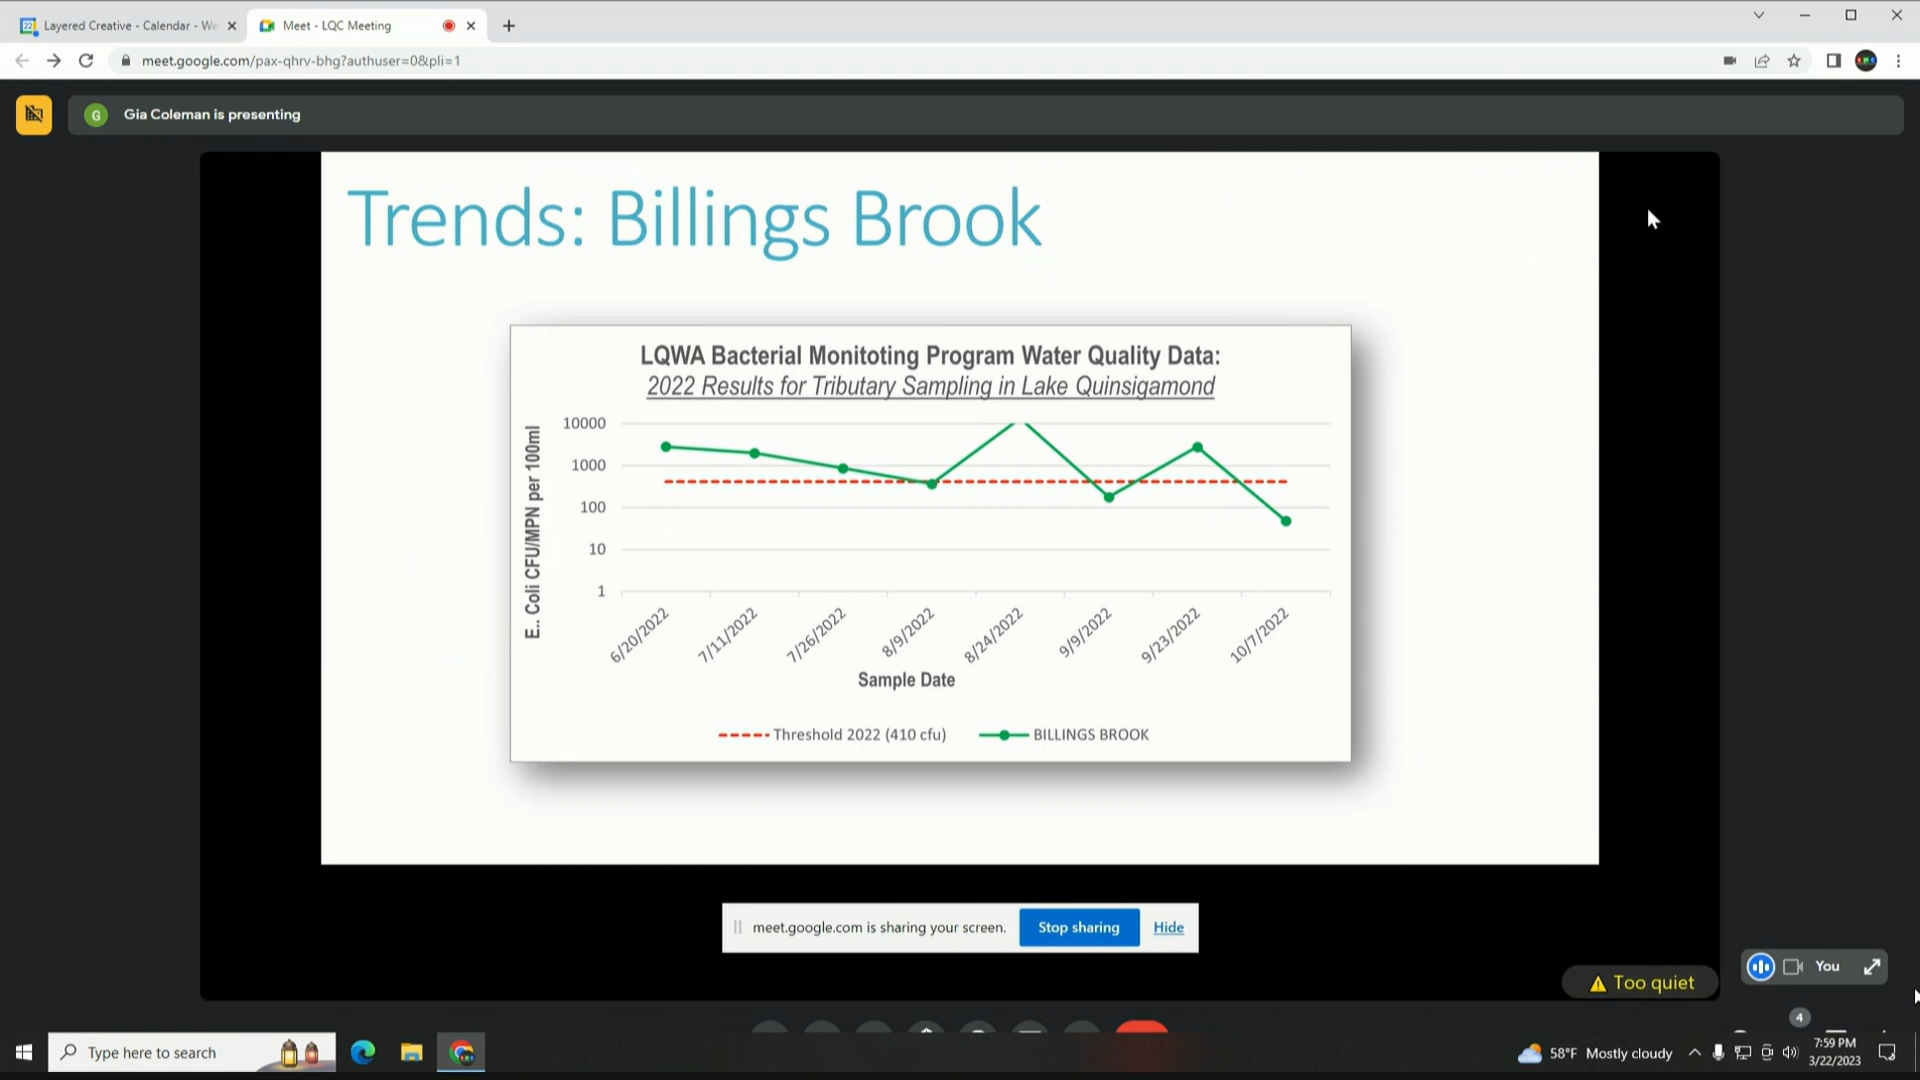 Layered Creative - Calendar - We
Meet - LQC Meeting
meet.google.com/pax-qhrv-bhg?authuser=0&pli=1
G
Gia Coleman is presenting
Trends: Billings Brook
LQWA Bacterial Monitoting Program Water Quality Data:
2022 Results for Tributary Sampling in Lake Quinsigamond
E.. Coli CFU/MPN per 100ml
10000
1000
100
10
1
6/20/2022
7/11/2022
7/26/2022
8/9/2022
8/24/2022
9/9/2022
9/23/2022
10/7/2022
Sample Date
Threshold 2022 (410 cfu)
BILLINGS BROOK
meet.google.com is sharing your screen.
Stop sharing
Hide
You
Too quiet
4
Type here to search
58°F Mostly cloudy
7:59 PM
3/22/2023